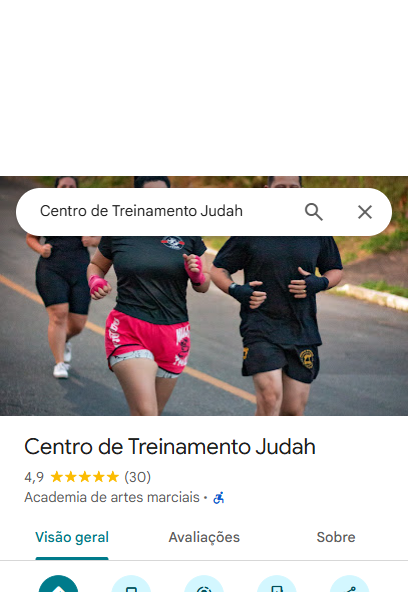 Centro de Treinamento Judah
Centro de Treinamento Judah
4,9 ★★★★★ (30)
Academia de artes marciais ·
Visão geral
Avaliações
Sobre